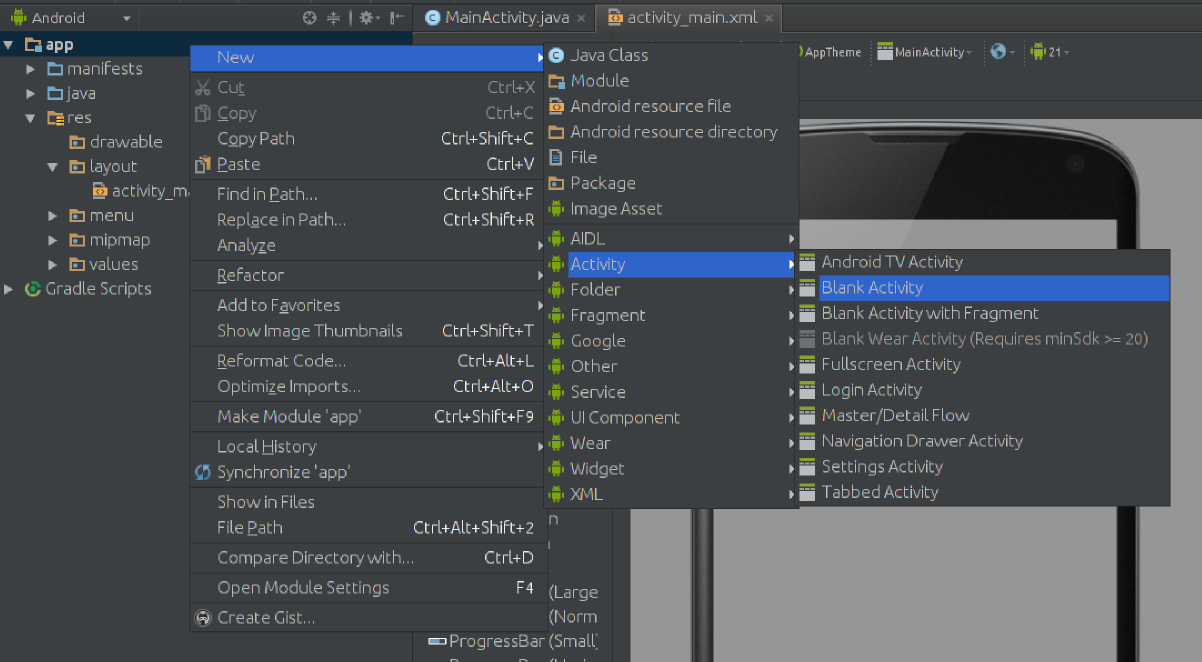 Android
MainActivity.java
activity_main.xml
app
manifests
java
res
drawable
layout
activity_ma
menu
mipmap
values
Gradle Scripts
New
Cut Ctrl+X
Copy Ctrl+C
Copy Path Ctrl+Shift+C
Paste Ctrl+V
Find in Path... Ctrl+Shift+F
Replace in Path... Ctrl+Shift+R
Analyze
Refactor
Add to Favorites
Show Image Thumbnails Ctrl+Shift+T
Reformat Code... Ctrl+Alt+L
Optimize Imports... Ctrl+Alt+O
Make Module 'app' Ctrl+Shift+F9
Local History
Synchronize 'app'
Show in Files
File Path Ctrl+Alt+Shift+2
Compare Directory with... Ctrl+D
Open Module Settings F4
Create Gist...
Java Class
Module
Android resource file
Android resource directory
File
Package
Image Asset
AIDL
Activity
Folder
Fragment
Google
Other
Service
UI Component
Wear
Widget
XML
AppTheme
MainActivity
21
Android TV Activity
Blank Activity
Blank Activity with Fragment
Blank Wear Activity (Requires minSdk >= 20)
Fullscreen Activity
Login Activity
Master/Detail Flow
Navigation Drawer Activity
Settings Activity
Tabbed Activity
n
(Large
(Norm
ProgressBar (Small)